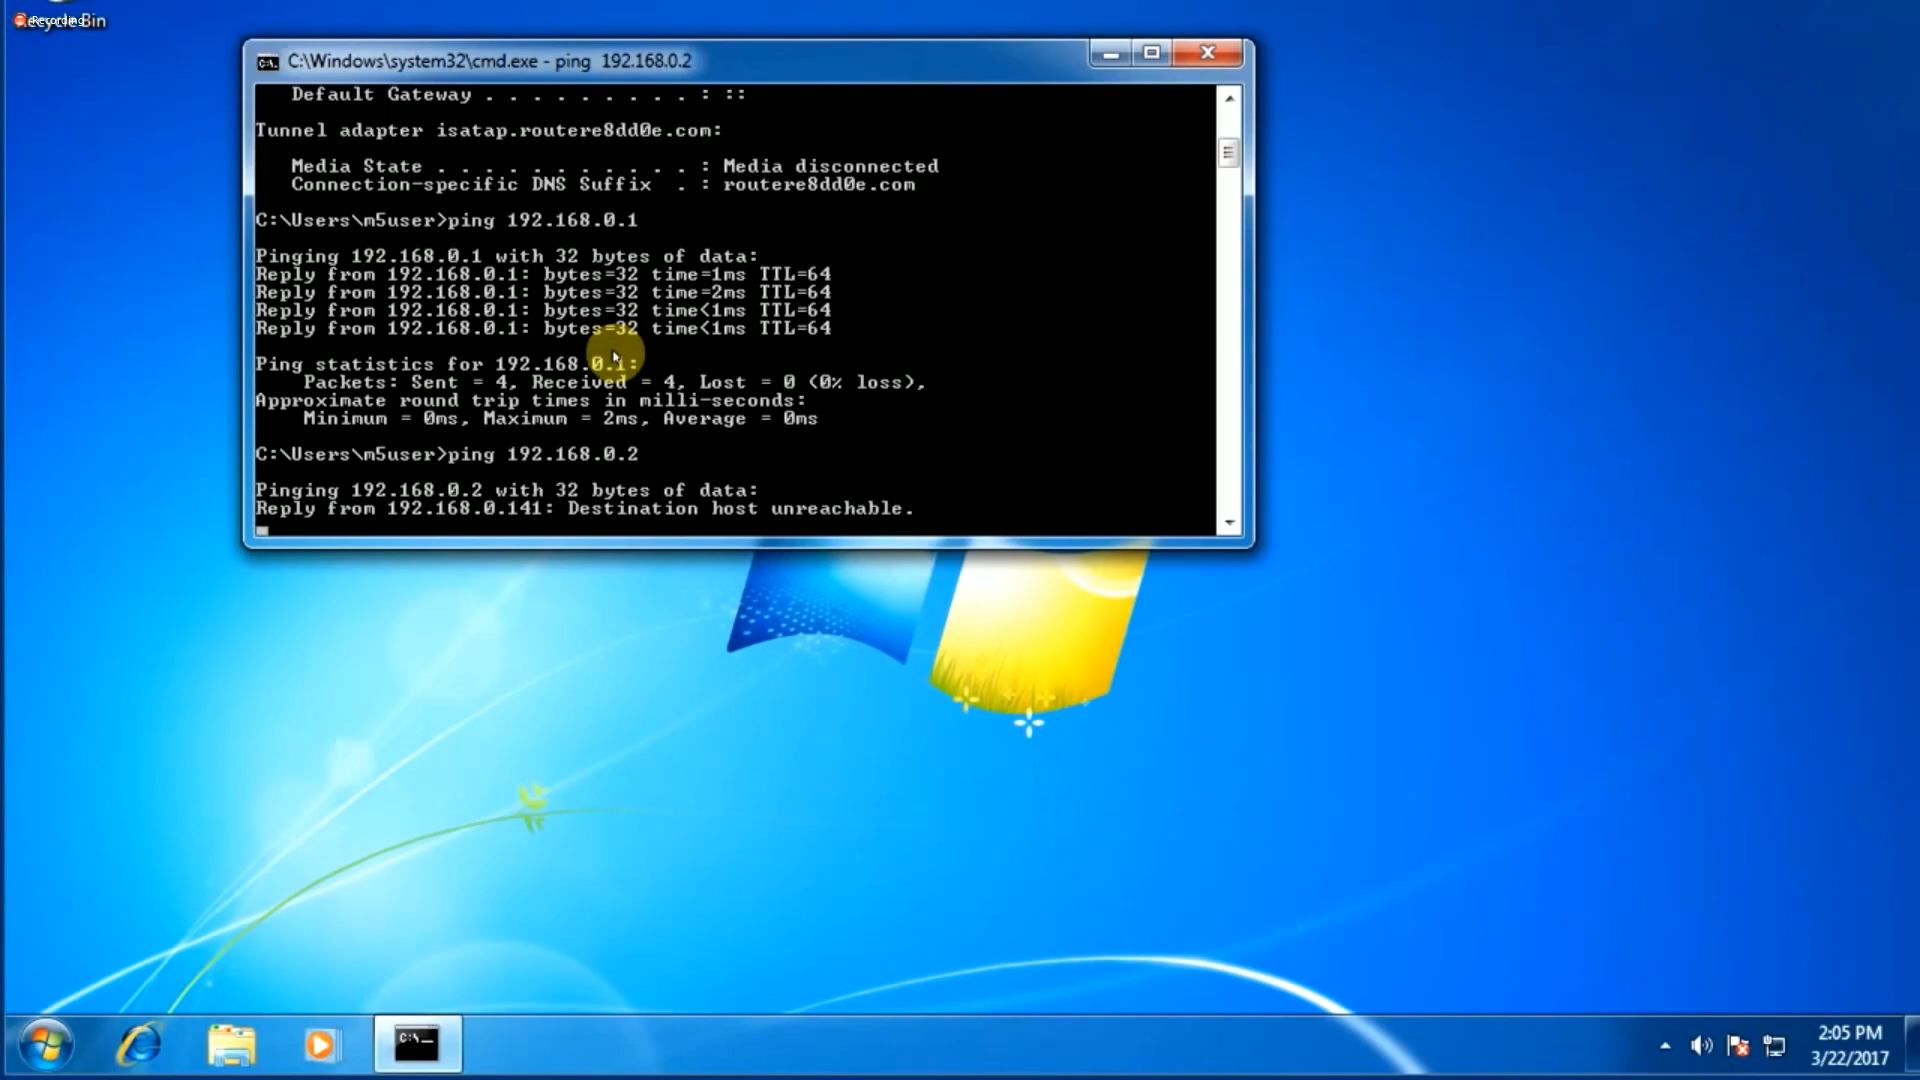 Recycle Bin
Recording
C:\Windows\system32\cmd.exe - ping 192.168.0.2
Default Gateway . . . . . . . . . : ::
Tunnel adapter isatap.routere8dd0e.com:
Media State . . . . . . . . . . . : Media disconnected
Connection-specific DNS Suffix  . : routere8dd0e.com
C:\Users\m5user>ping 192.168.0.1
Pinging 192.168.0.1 with 32 bytes of data:
Reply from 192.168.0.1: bytes=32 time=1ms TTL=64
Reply from 192.168.0.1: bytes=32 time=2ms TTL=64
Reply from 192.168.0.1: bytes=32 time<1ms TTL=64
Reply from 192.168.0.1: bytes=32 time<1ms TTL=64
Ping statistics for 192.168.0.1:
Packets: Sent = 4, Received = 4, Lost = 0 (0% loss),
Approximate round trip times in milli-seconds:
Minimum = 0ms, Maximum = 2ms, Average = 0ms
C:\Users\m5user>ping 192.168.0.2
Pinging 192.168.0.2 with 32 bytes of data:
Reply from 192.168.0.141: Destination host unreachable.
2:05 PM
3/22/2017